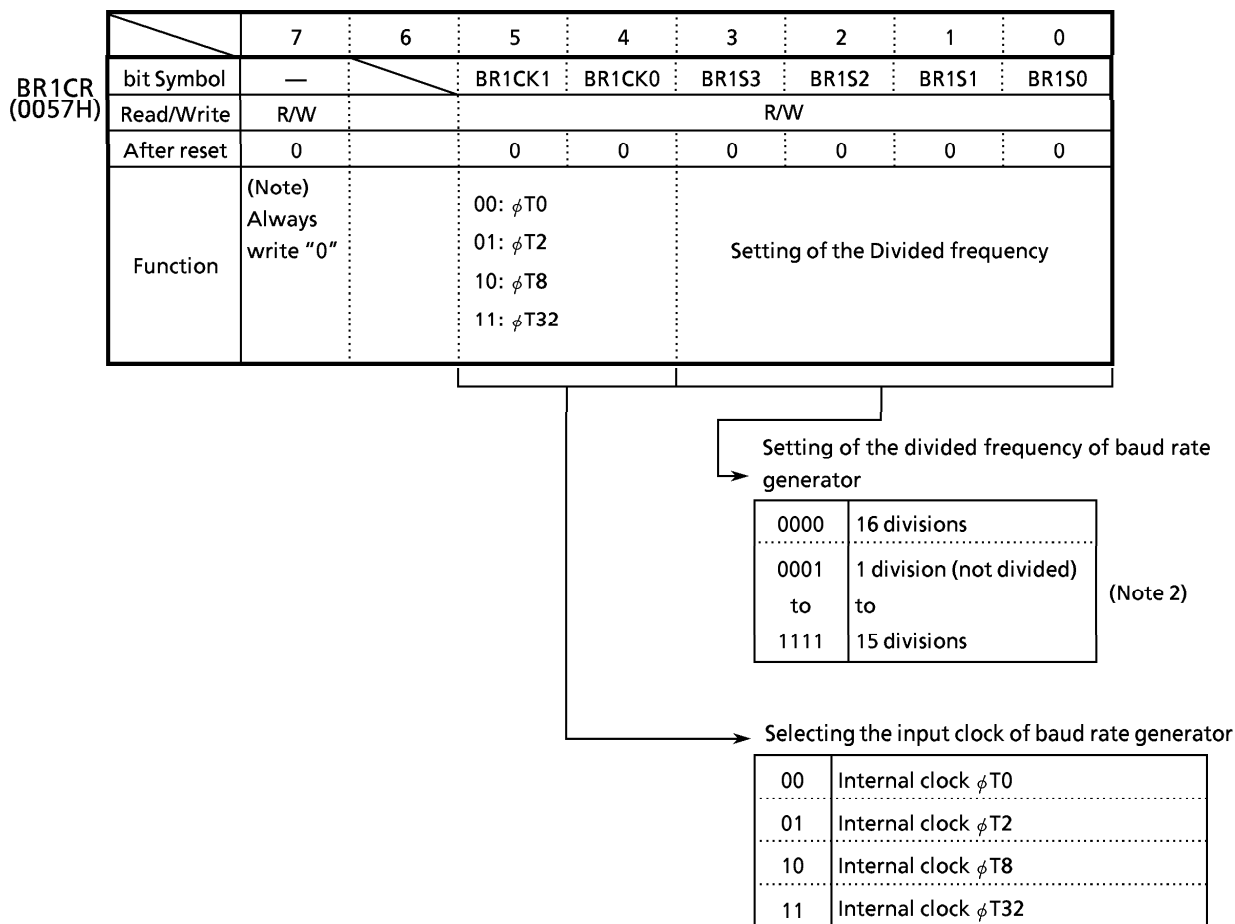 7 6 5 4 3 2 1 0
BR1CR
(0057H)
bit Symbol — BR1CK1 BR1CK0 BR1S3 BR1S2 BR1S1 BR1S0
Read/Write R/W R/W
After reset 0 0 0 0 0 0 0
Function
(Note)
Always
write "0"
00: φT0
01: φT2
10: φT8
11: φT32
Setting of the Divided frequency
Setting of the divided frequency of baud rate
generator
0000 16 divisions
0001 1 division (not divided)
to to
1111 15 divisions
(Note 2)
Selecting the input clock of baud rate generator
00 Internal clock φT0
01 Internal clock φT2
10 Internal clock φT8
11 Internal clock φT32